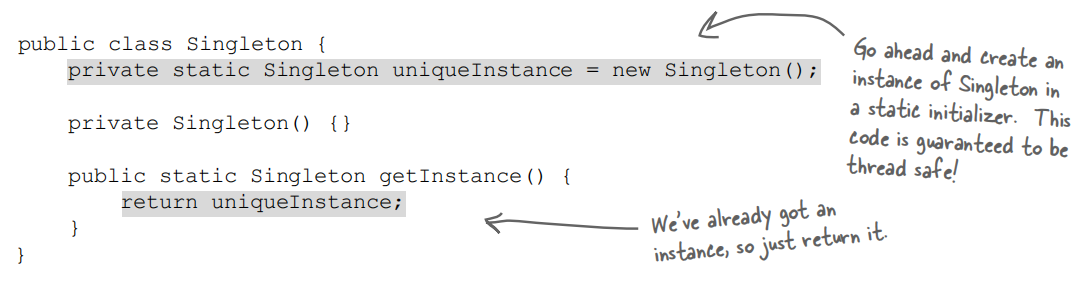 public class Singleton {
private static Singleton uniqueInstance = new Singleton();
private Singleton() {}
public static Singleton getInstance() {
return uniqueInstance;
}
}
Go ahead and create an
instance of Singleton in
a static initializer. This
code is guaranteed to be
thread safe!
We've already got an
instance, so just return it.